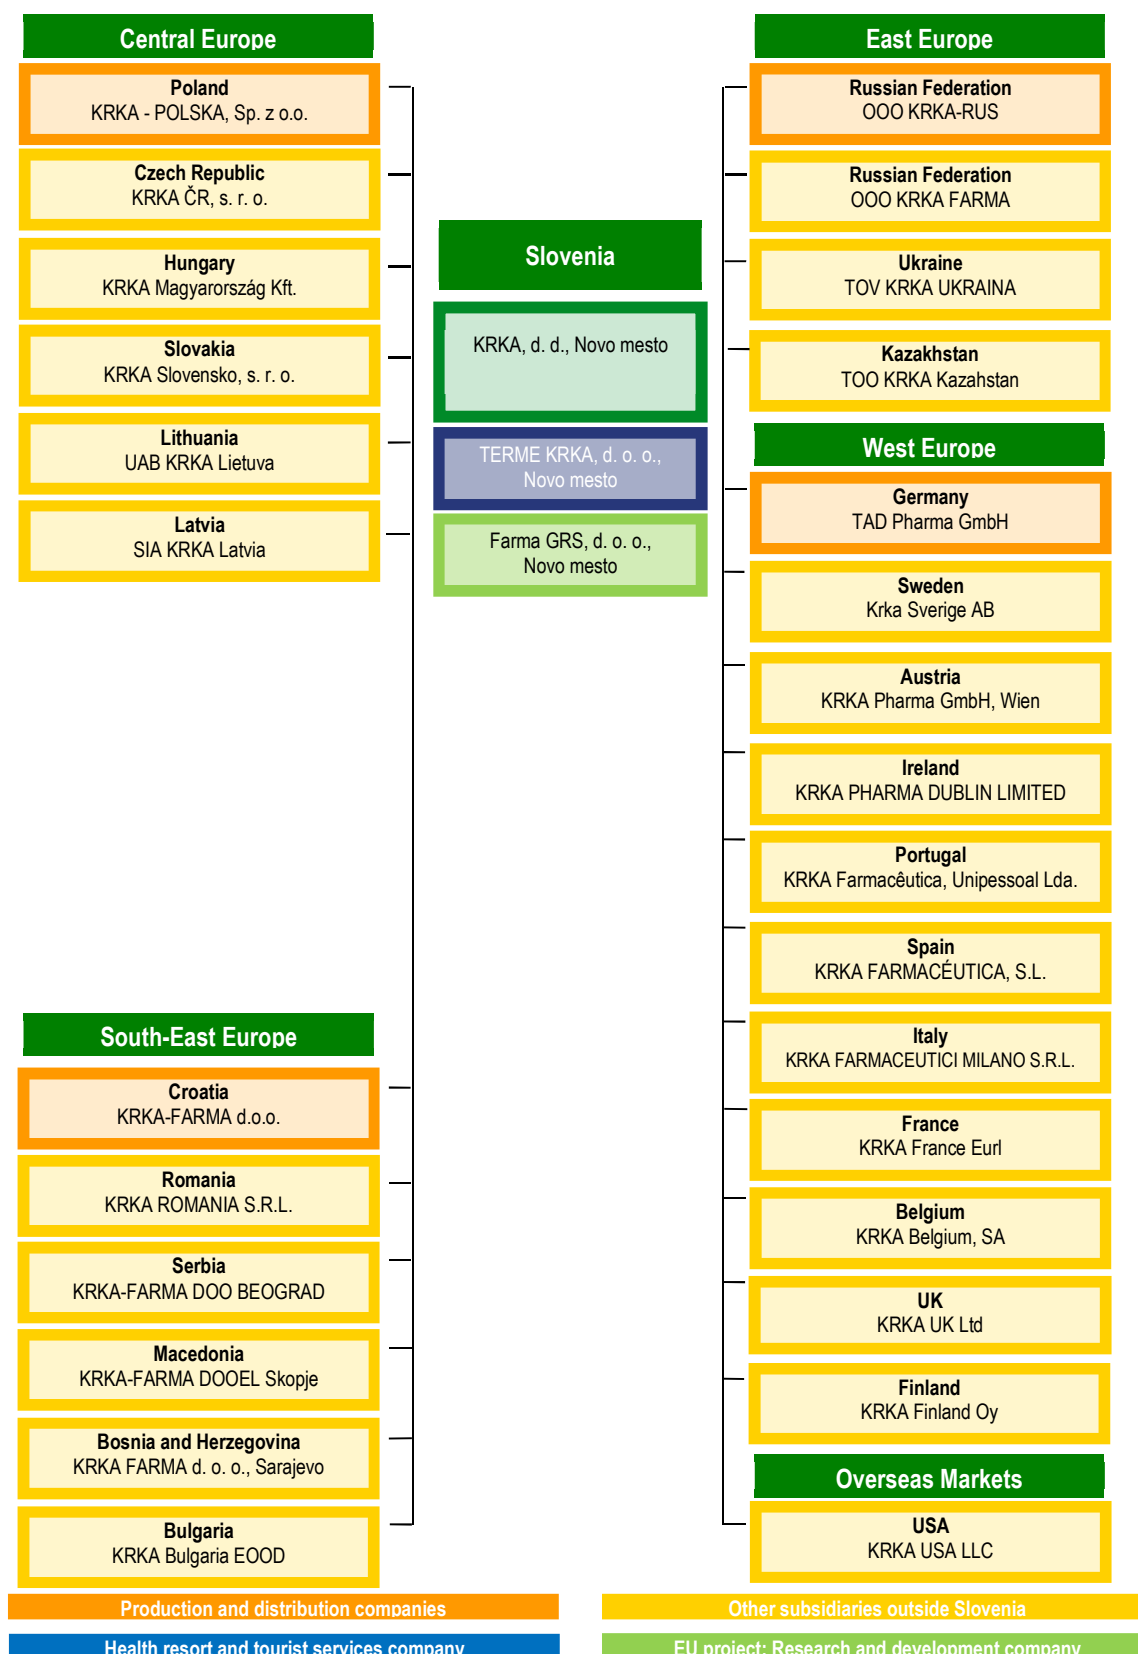 Central Europe
Poland
KRKA - POLSKA, Sp. z o.o.
Czech Republic
KRKA ČR, s. r. o.
Hungary
KRKA Magyarország Kft.
Slovakia
KRKA Slovensko, s. r. o.
Lithuania
UAB KRKA Lietuva
Latvia
SIA KRKA Latvia
South-East Europe
Croatia
KRKA-FARMA d.o.o.
Romania
KRKA ROMANIA S.R.L.
Serbia
KRKA-FARMA DOO BEOGRAD
Macedonia
KRKA-FARMA DOOEL Skopje
Bosnia and Herzegovina
KRKA FARMA d. o. o., Sarajevo
Bulgaria
KRKA Bulgaria EOOD
Slovenia
KRKA, d. d., Novo mesto
TERME KRKA, d. o. o.,
Novo mesto
Farma GRS, d. o. o.,
Novo mesto
East Europe
Russian Federation
OOO KRKA-RUS
Russian Federation
OOO KRKA FARMA
Ukraine
TOV KRKA UKRAINA
Kazakhstan
TOO KRKA Kazahstan
West Europe
Germany
TAD Pharma GmbH
Sweden
Krka Sverige AB
Austria
KRKA Pharma GmbH, Wien
Ireland
KRKA PHARMA DUBLIN LIMITED
Portugal
KRKA Farmacêutica, Unipessoal Lda.
Spain
KRKA FARMACÉUTICA, S.L.
Italy
KRKA FARMACEUTICI MILANO S.R.L.
France
KRKA France Eurl
Belgium
KRKA Belgium, SA
UK
KRKA UK Ltd
Finland
KRKA Finland Oy
Overseas Markets
USA
KRKA USA LLC
Production and distribution companies
Other subsidiaries outside Slovenia
Health resort and tourist services company
EU project: Research and development company